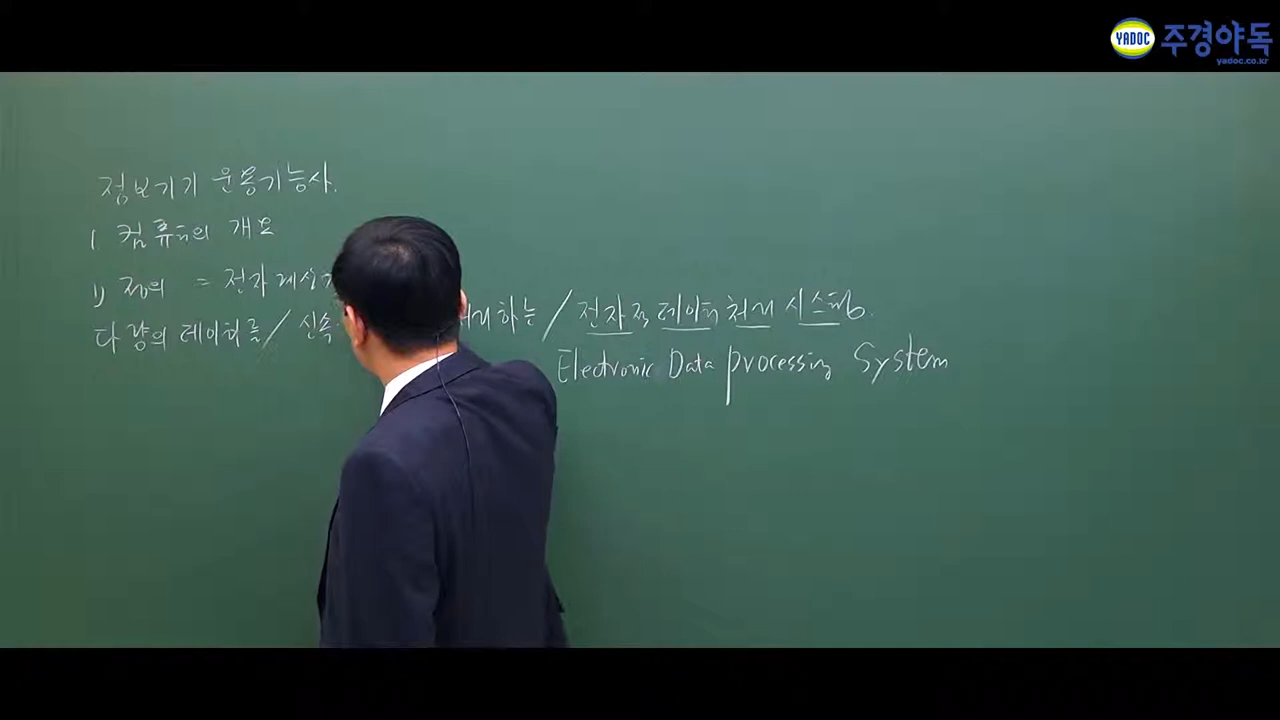 YADOC 주경야독
yadoc.co.kr
정보기기 운용기능사.
1. 컴퓨터의 개요
1) 정의 = 전자계산기
다량의 데이터를 / 신속 하는 / 전자적 데이터 처리 시스템.
Electronic Data processing System